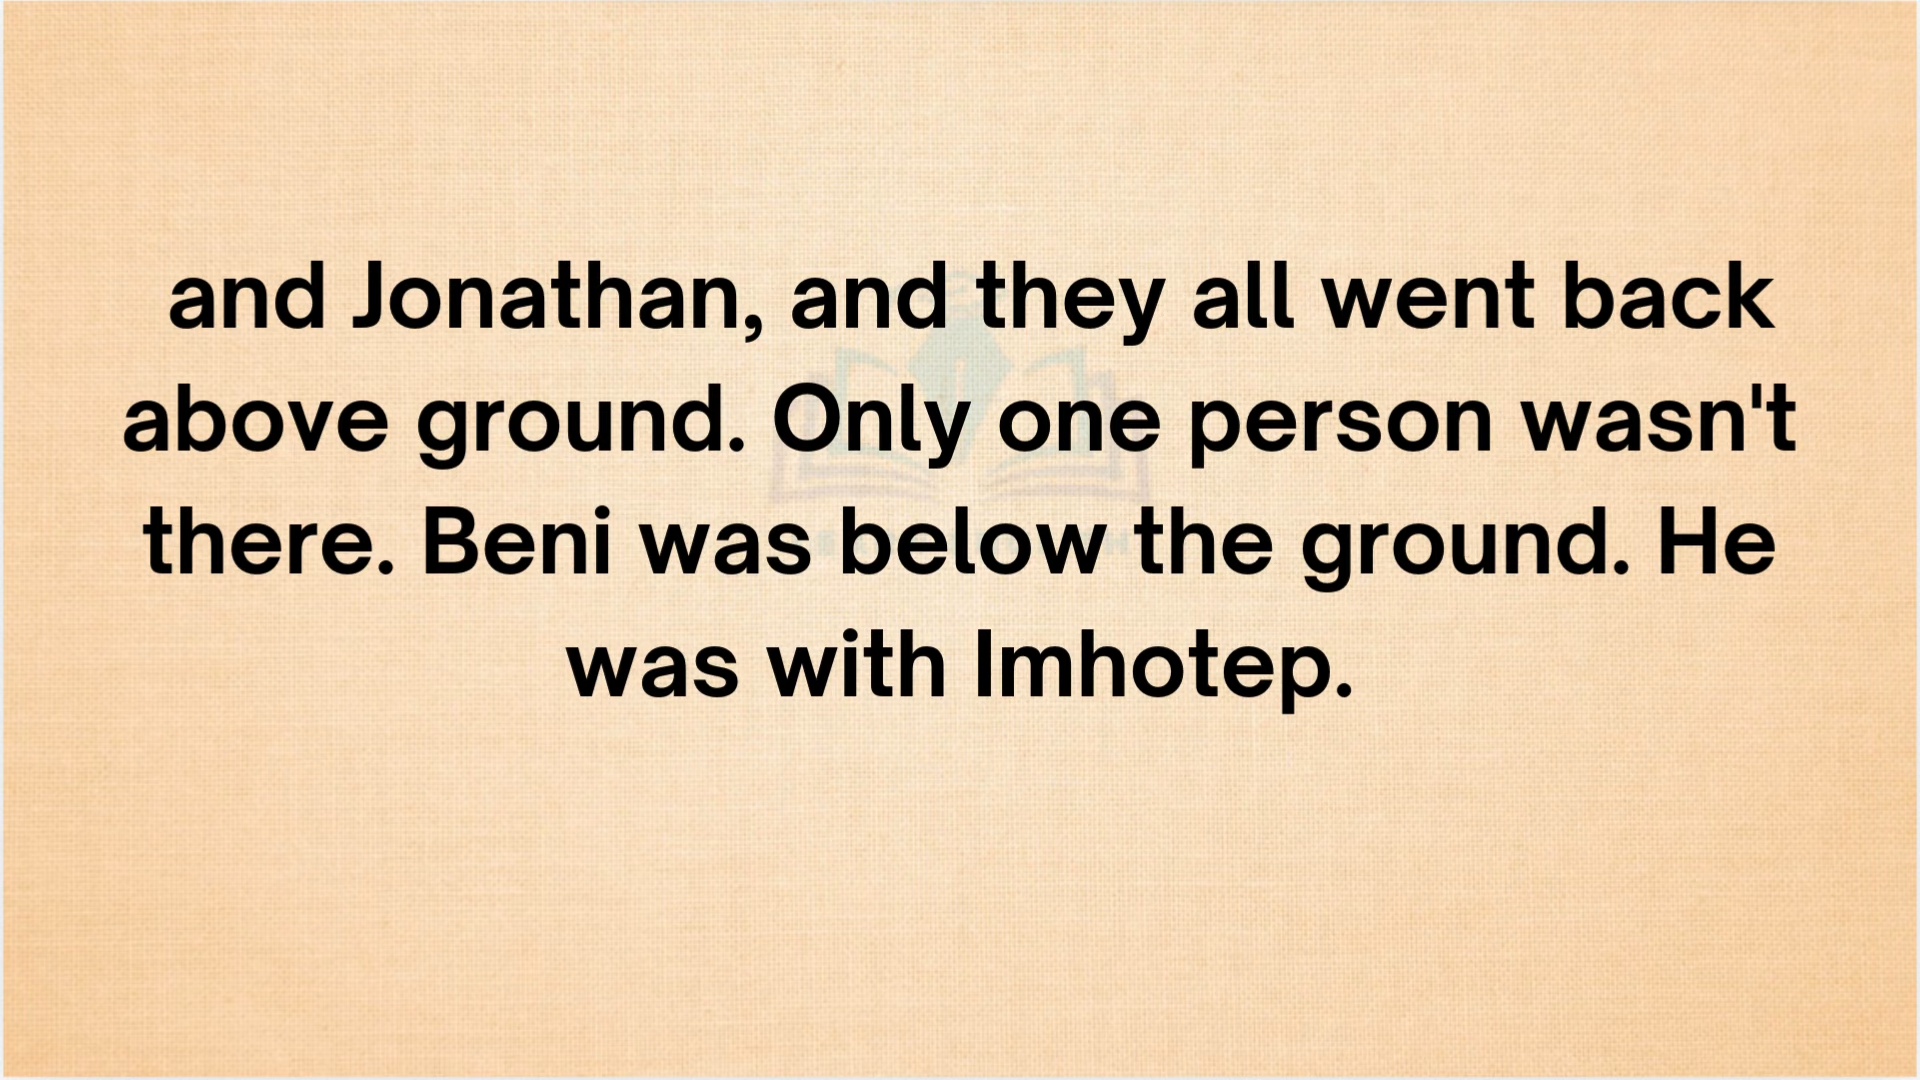 and Jonathan, and they all went back
above ground. Only one person wasn't
there. Beni was below the ground. He
was with Imhotep.